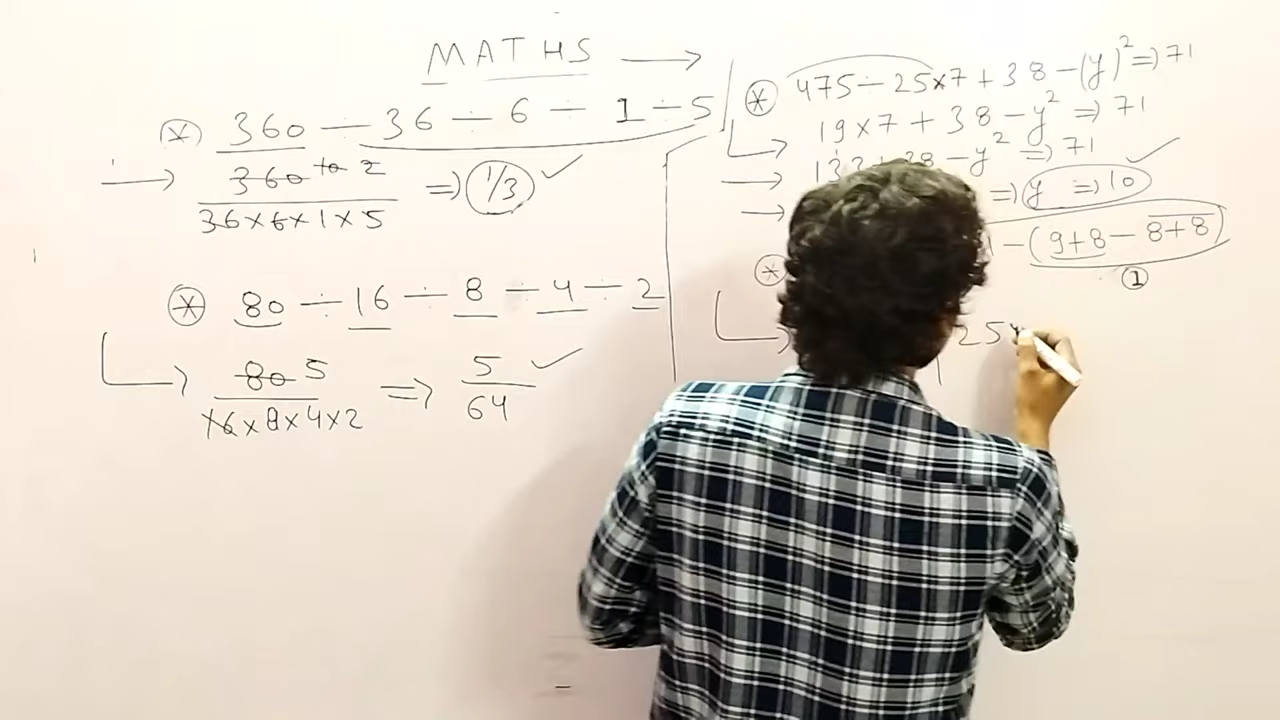 MATHS →
360 ÷ 36 ÷ 6 ÷ 1 ÷ 5
→ 360 10 2
36×6×1×5
⇒ 1/3 ✓
80 ÷ 16 ÷ 8 ÷ 4 ÷ 2
80 5
16×8×4×2
⇒ 5
64 ✓
475 ÷ 25×7 + 38 - (y)² ⇒ 71
19×7 + 38 - y² ⇒ 71
→ 133 + 38 - y² ⇒ 71
→ ⇒ y ⇒ 10 ✓
- (9+8 - 8+8)
1
25×